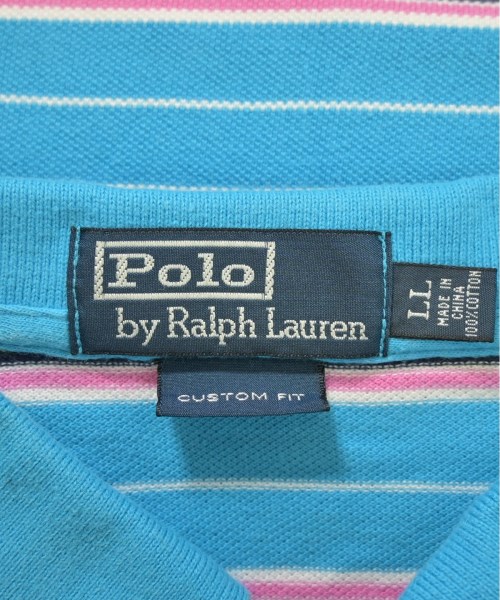 Polo
by Ralph Lauren
LL
MADE IN
CHINA
100% COTTON
CUSTOM FIT